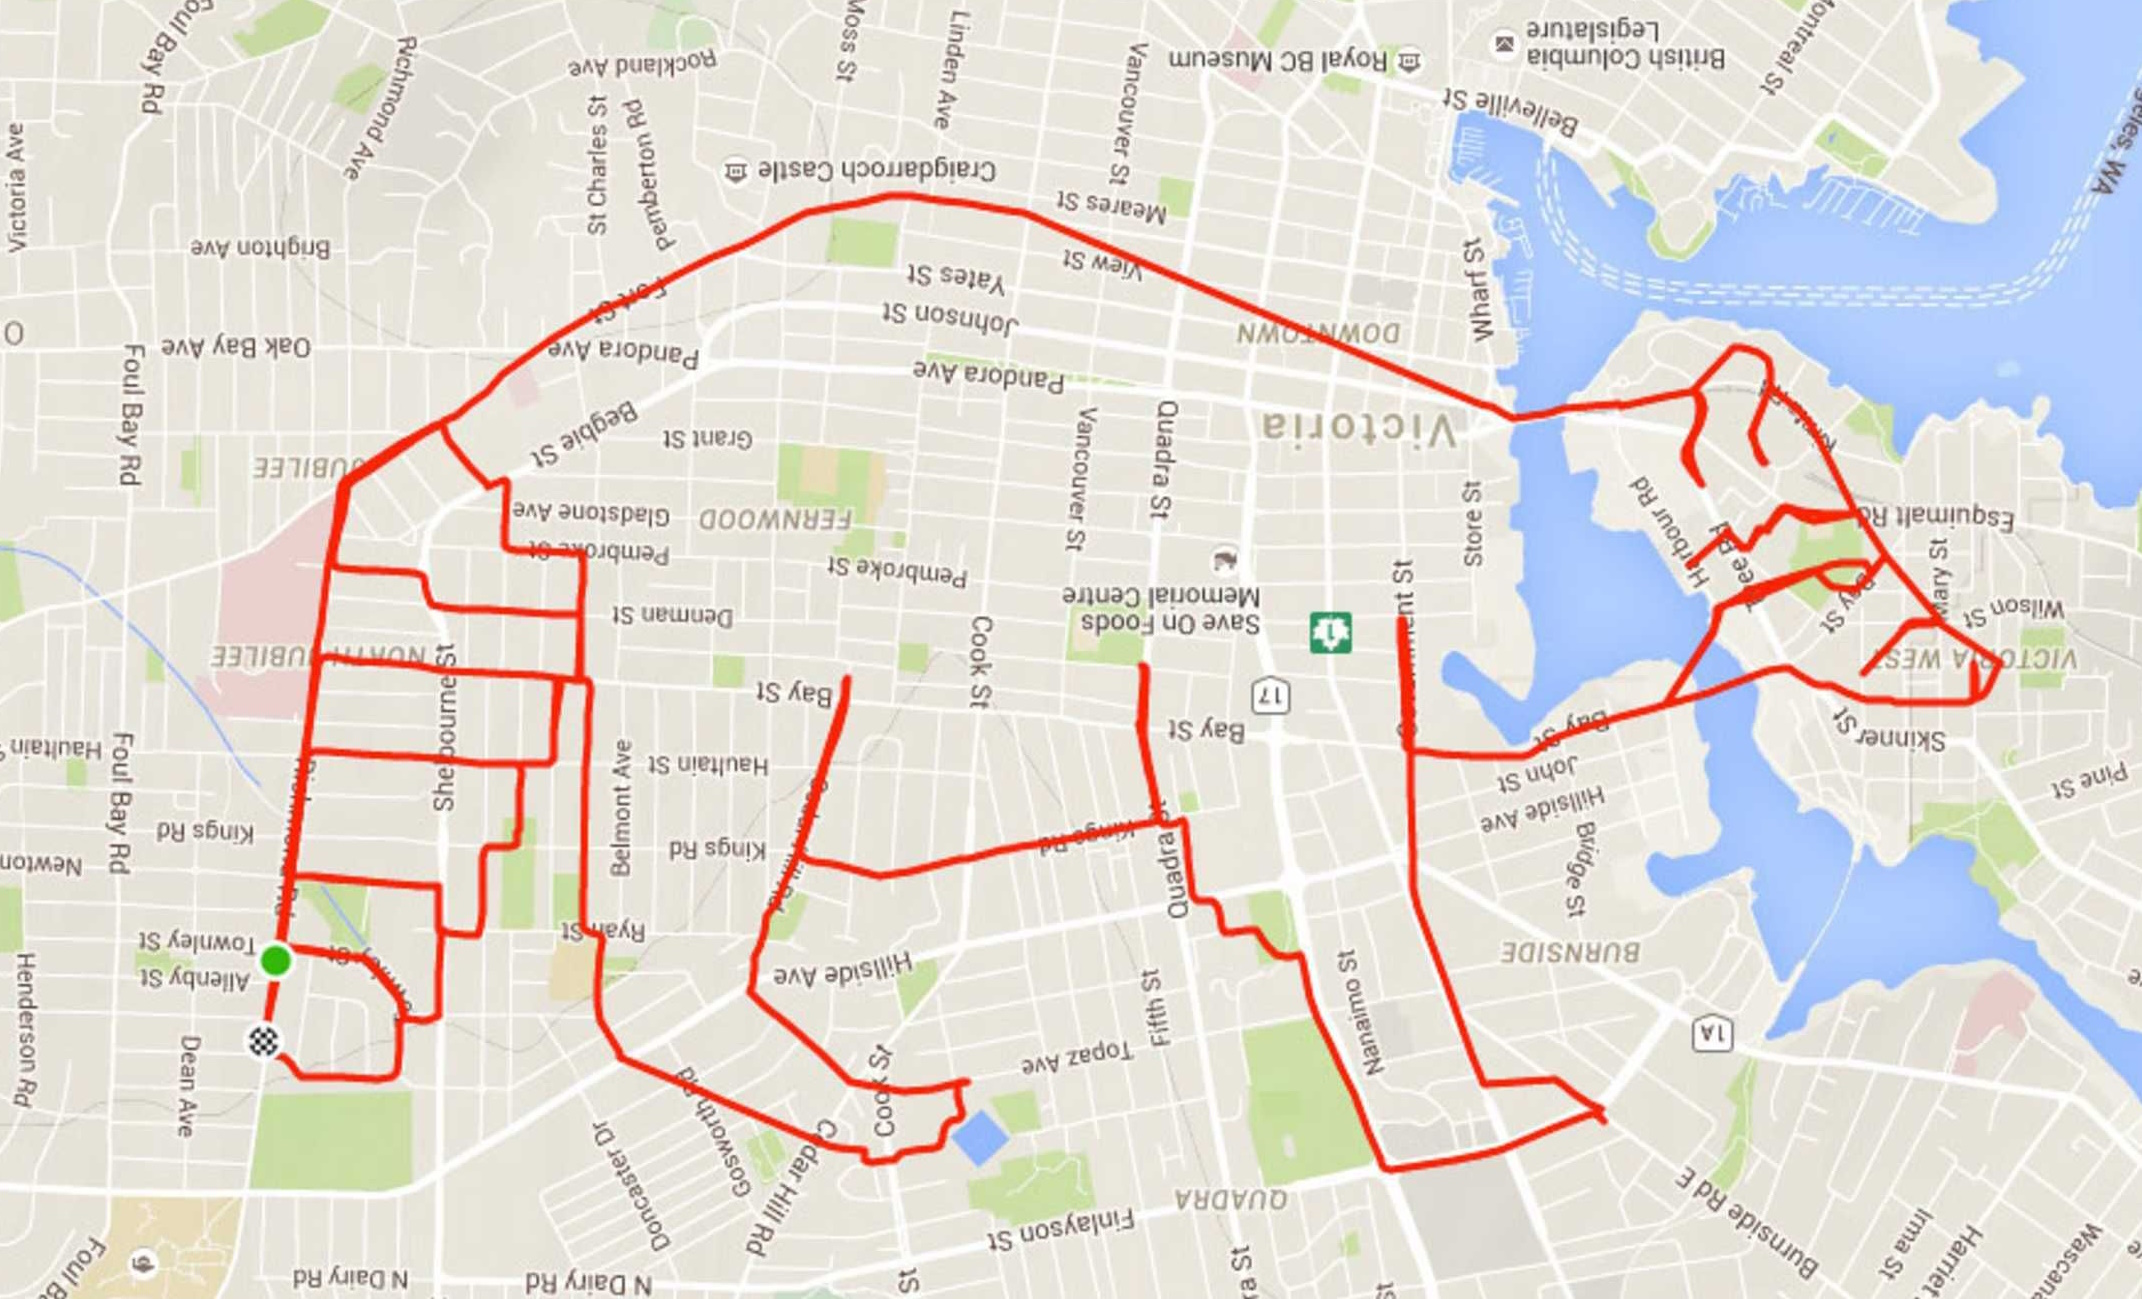 Foul Bay Rd
Richmond Ave
Rockland Ave
Moss St
Linden Ave
Vancouver St
Royal BC Museum
British Columbia
Legislature
Montreal St
Belleville St
geles, WA
Victoria Ave
St Charles St
Pemberton Rd
Craigdarroch Castle
Meares St
Brighton Ave
View St
Yates St
Fort St
Johnson St
Wharf St
DOWNTOWN
Oak Bay Ave
Pandora Ave
Pandora Ave
Foul Bay Rd
Begbie St
Grant St
Vancouver St
Quadra St
Victoria
JUBILEE
Gladstone Ave
FERNWOOD
Store St
Harbour Rd
Esquimalt Rd
Pembroke St
Pembroke St
Save On Foods
Memorial Centre
Mary St
Wilson St
Denman St
Cook St
1
Government St
NORTH JUBILEE
VICTORIA WEST
Bay St
17
Bay St
Bay St
Skinner St
Haultain
Foul Bay Rd
Shelbourne St
Belmont Ave
Haultain St
John St
Hillside Ave
Pine St
Kings Rd
Kings Rd
Kings Rd
Newton
Quadra
Bridge St
Townley St
Ryan St
Allenby St
Hillside Ave
BURNSIDE
Henderson Rd
Dean Ave
Fifth St
Nanaimo St
Topaz Ave
Cook St
1A
Doncaster Dr
Gosworth Rd
Cedar Hill Rd
Finlayson St
QUADRA
Burnside Rd E
Irma St
Harriet
Wascana
N Dairy Rd
N Dairy Rd
St
ra St
St
Foul Ba